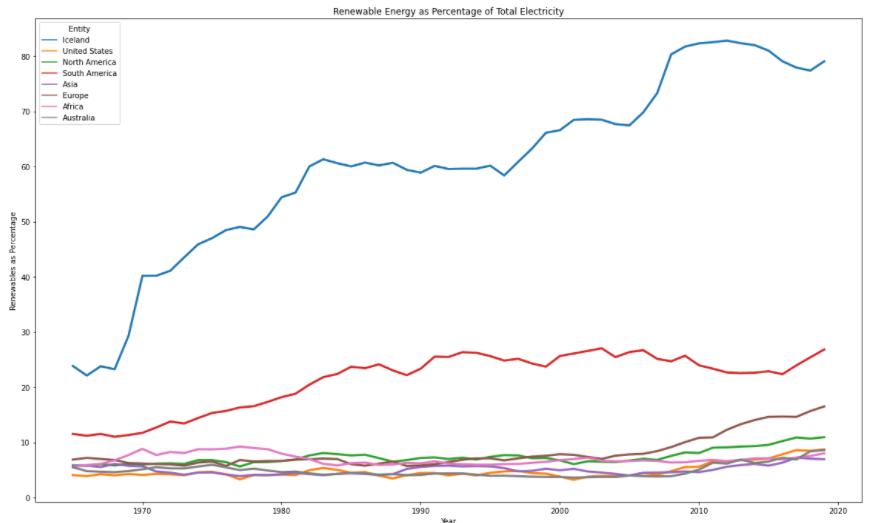 Renewable Energy as Percentage of Total Electricity
Entity
Iceland
United States
North America
South America
Asia
Europe
Africa
Australia
Renewables as Percentage
80
70
60
50
40
30
20
10
0
1970 1980 1990 2000 2010 2020
Year